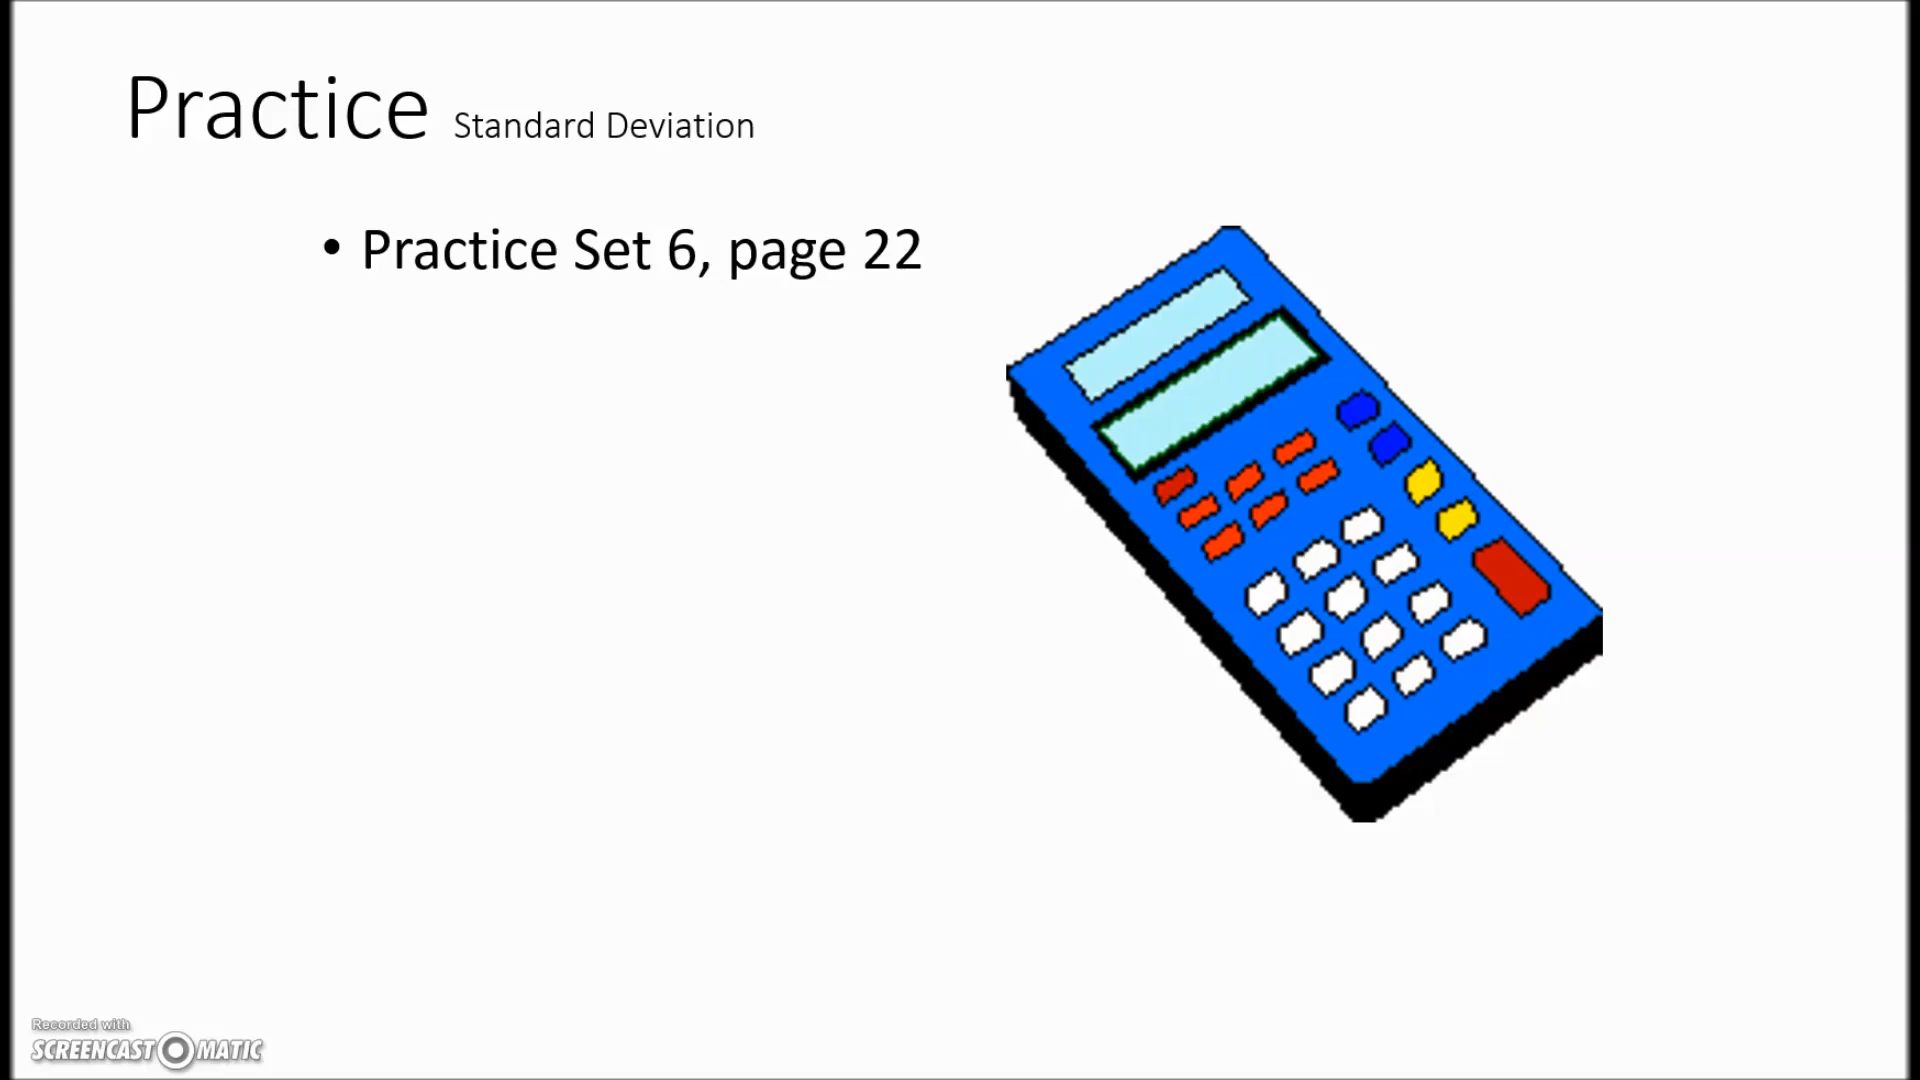 Practice Standard Deviation
• Practice Set 6, page 22
Recorded with
SCREENCAST-O-MATIC